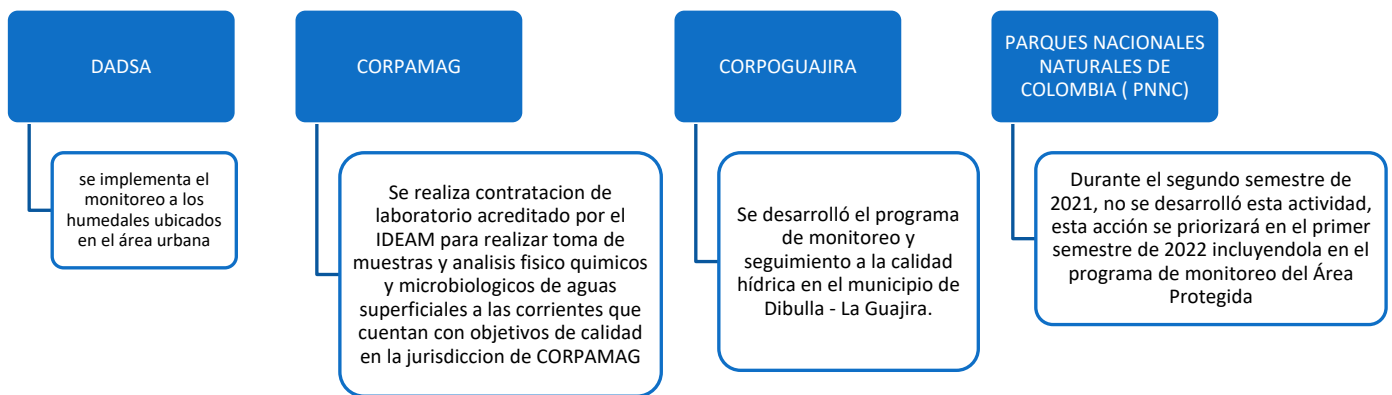 DADSA
se implementa el
monitoreo a los
humedales ubicados
en el área urbana
CORPAMAG
Se realiza contratacion de
laboratorio acreditado por el
IDEAM para realizar toma de
muestras y analisis fisico quimicos
y microbiologicos de aguas
superficiales a las corrientes que
cuentan con objetivos de calidad
en la jurisdiccion de CORPAMAG
CORPOGUAJIRA
Se desarrolló el programa
de monitoreo y
seguimiento a la calidad
hídrica en el municipio de
Dibulla - La Guajira.
PARQUES NACIONALES
NATURALES DE
COLOMBIA ( PNNC)
Durante el segundo semestre de
2021, no se desarrolló esta actividad,
esta acción se priorizará en el primer
semestre de 2022 incluyendola en el
programa de monitoreo del Área
Protegida